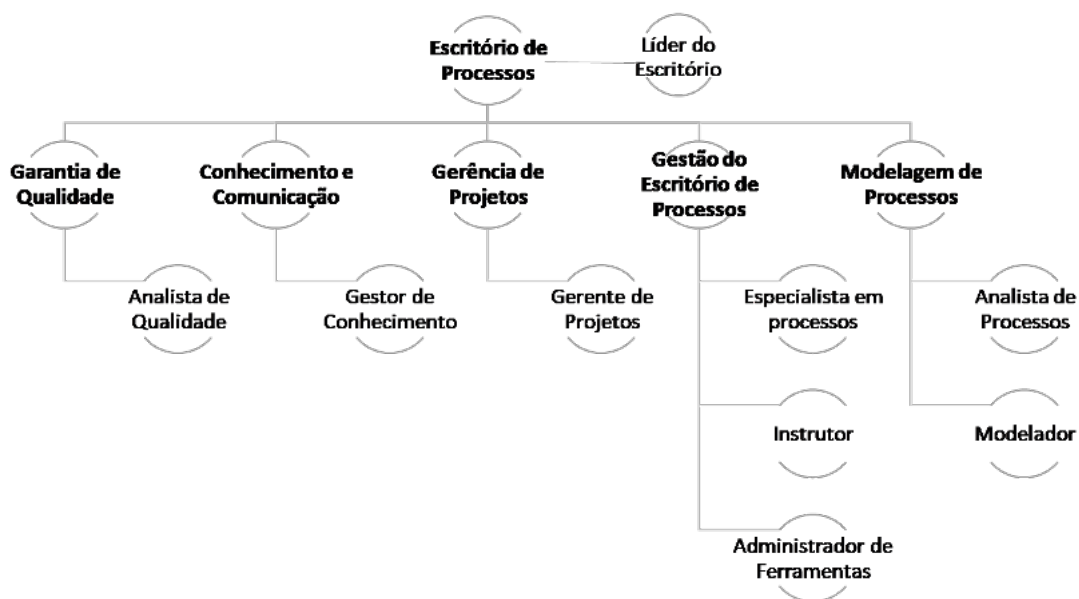 Escritório de
Processos
Líder do
Escritório
Garantia de
Qualidade
Conhecimento e
Comunicação
Gerência de
Projetos
Gestão do
Escritório de
Processos
Modelagem de
Processos
Analista de
Qualidade
Gestor de
Conhecimento
Gerente de
Projetos
Especialista em
processos
Analista de
Processos
Instrutor
Modelador
Administrador de
Ferramentas